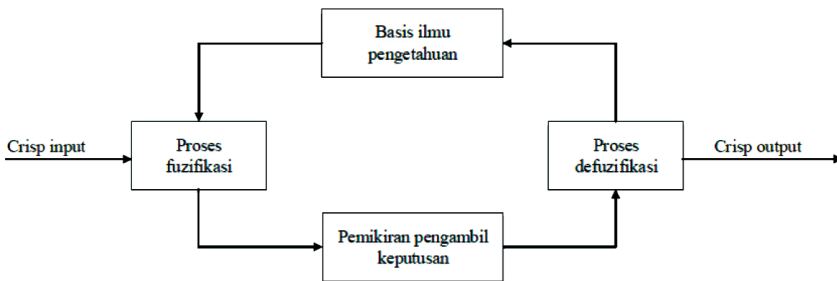 Basis ilmu
pengetahuan
Crisp input
Proses
fuzifikasi
Proses
defuzifikasi
Crisp output
Pemikiran pengambil
keputusan